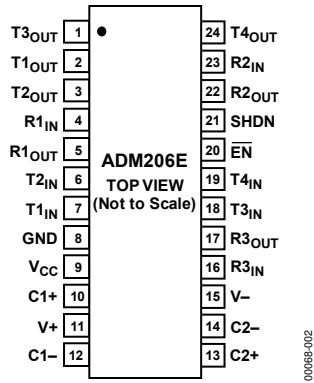 T3OUT 1 24 T4OUT
T1OUT 2 23 R2IN
T2OUT 3 22 R2OUT
R1IN 4 21 SHDN
R1OUT 5 20 E̅N̅
ADM206E
T2IN 6 19 T4IN
TOP VIEW
T1IN 7 (Not to Scale) 18 T3IN
GND 8 17 R3OUT
VCC 9 16 R3IN
C1+ 10 15 V–
V+ 11 14 C2–
C1– 12 13 C2+
00068-002